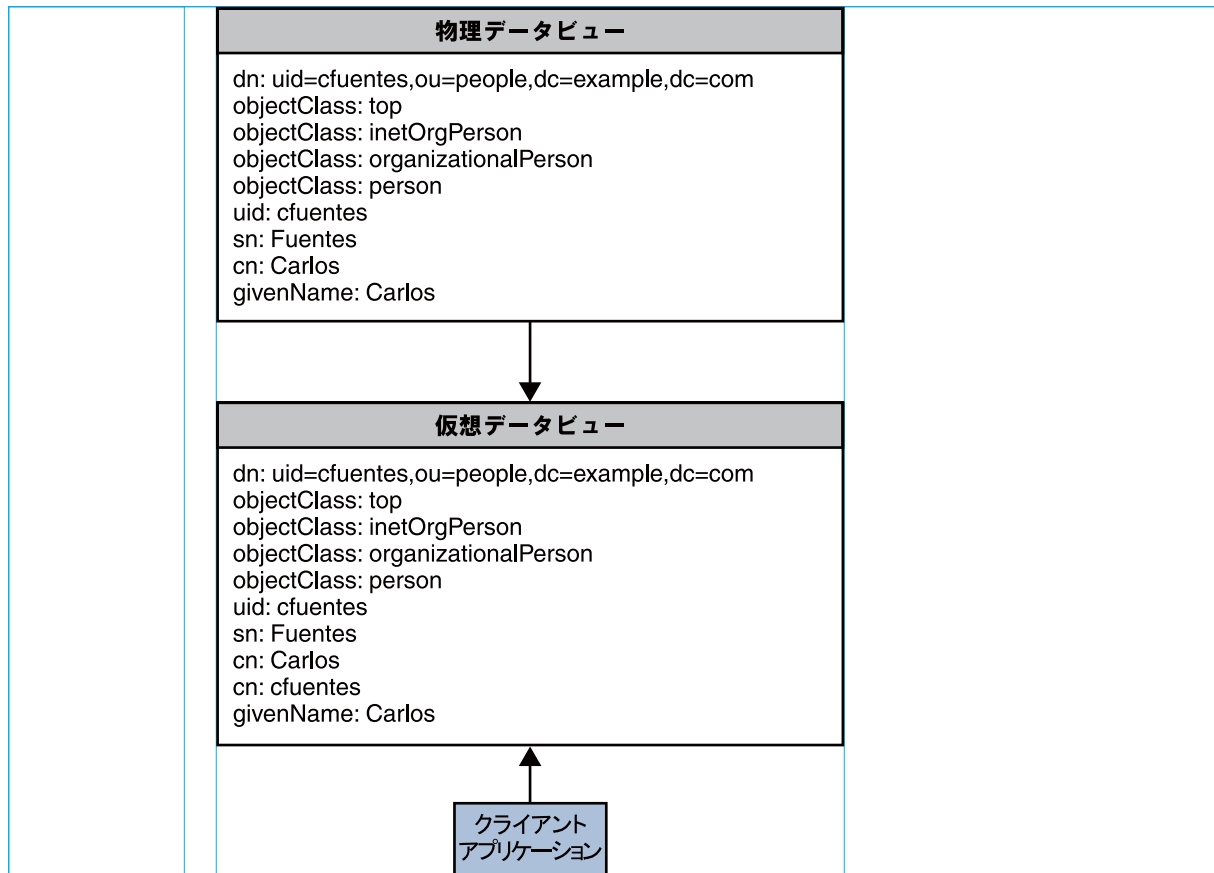 物理データビュー
dn: uid=cfuentes,ou=people,dc=example,dc=com
objectClass: top
objectClass: inetOrgPerson
objectClass: organizationalPerson
objectClass: person
uid: cfuentes
sn: Fuentes
cn: Carlos
givenName: Carlos
仮想データビュー
dn: uid=cfuentes,ou=people,dc=example,dc=com
objectClass: top
objectClass: inetOrgPerson
objectClass: organizationalPerson
objectClass: person
uid: cfuentes
sn: Fuentes
cn: Carlos
cn: cfuentes
givenName: Carlos
クライアント
アプリケーション